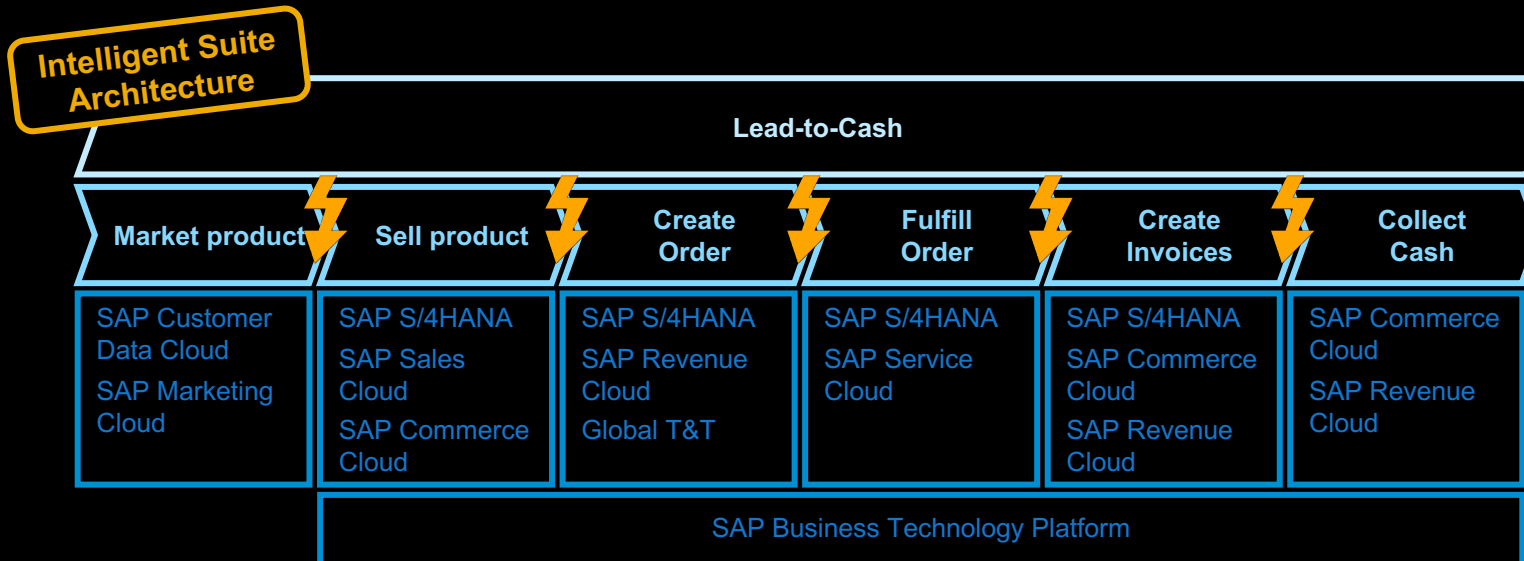 Intelligent Suite
Architecture
Lead-to-Cash
Market product
Sell product
Create
Order
Fulfill
Order
Create
Invoices
Collect
Cash
SAP Customer
Data Cloud
SAP Marketing
Cloud
SAP S/4HANA
SAP Sales
Cloud
SAP Commerce
Cloud
SAP S/4HANA
SAP Revenue
Cloud
Global T&T
SAP S/4HANA
SAP Service
Cloud
SAP S/4HANA
SAP Commerce
Cloud
SAP Revenue
Cloud
SAP Commerce
Cloud
SAP Revenue
Cloud
SAP Business Technology Platform